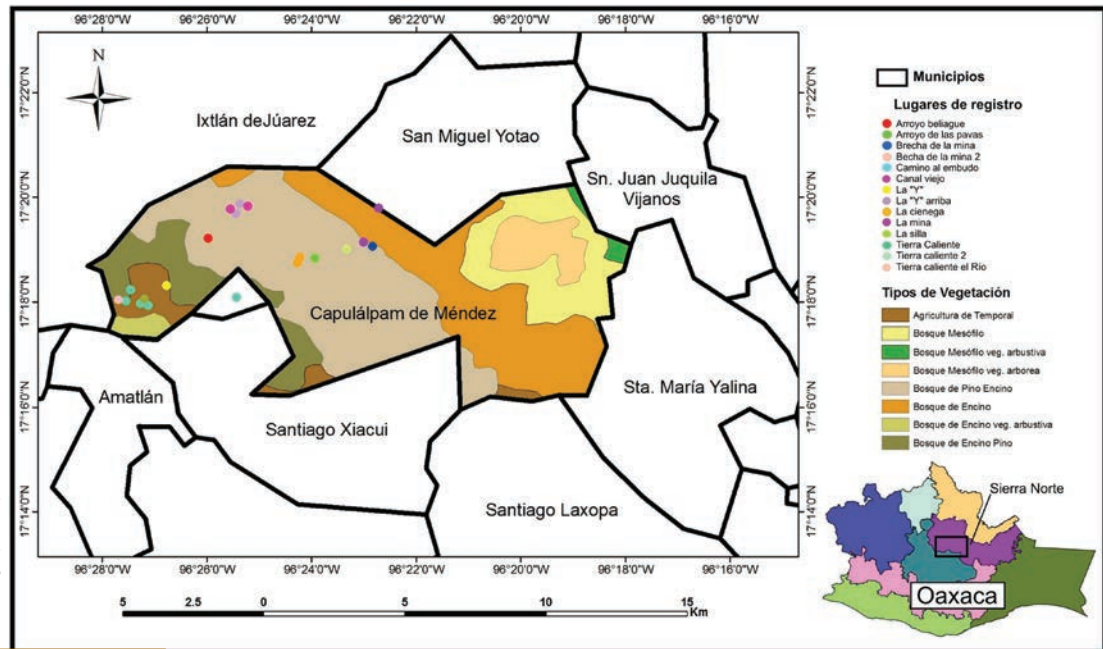 96°28'0"W 96°26'0"W 96°24'0"W 96°22'0"W 96°20'0"W 96°18'0"W 96°16'0"W
N
17°22'0"N
17°20'0"N
17°18'0"N
17°16'0"N
17°14'0"N
Ixtlán deJúarez
San Miguel Yotao
Sn. Juan Juquila
Vijanos
Capulálpam de Méndez
Amatlán
Santiago Xiacui
Sta. María Yalina
Santiago Laxopa
17°22'0"N
17°20'0"N
17°18'0"N
17°16'0"N
17°14'0"N
96°28'0"W 96°26'0"W 96°24'0"W 96°22'0"W 96°20'0"W 96°18'0"W 96°16'0"W
5 2.5 0 5 10 15
Km
Municipios
Lugares de registro
Arroyo beliague
Arroyo de las pavas
Brecha de la mina
Becha de la mina 2
Camino al embudo
Canal viejo
La "Y"
La "Y" arriba
La cienega
La mina
La silla
Tierra Caliente
Tierra caliente 2
Tierra caliente el Río
Tipos de Vegetación
Agricultura de Temporal
Bosque Mesófilo
Bosque Mesófilo veg. arbustiva
Bosque Mesófilo veg. arborea
Bosque de Pino Encino
Bosque de Encino
Bosque de Encino veg. arbustiva
Bosque de Encino Pino
Sierra Norte
Oaxaca